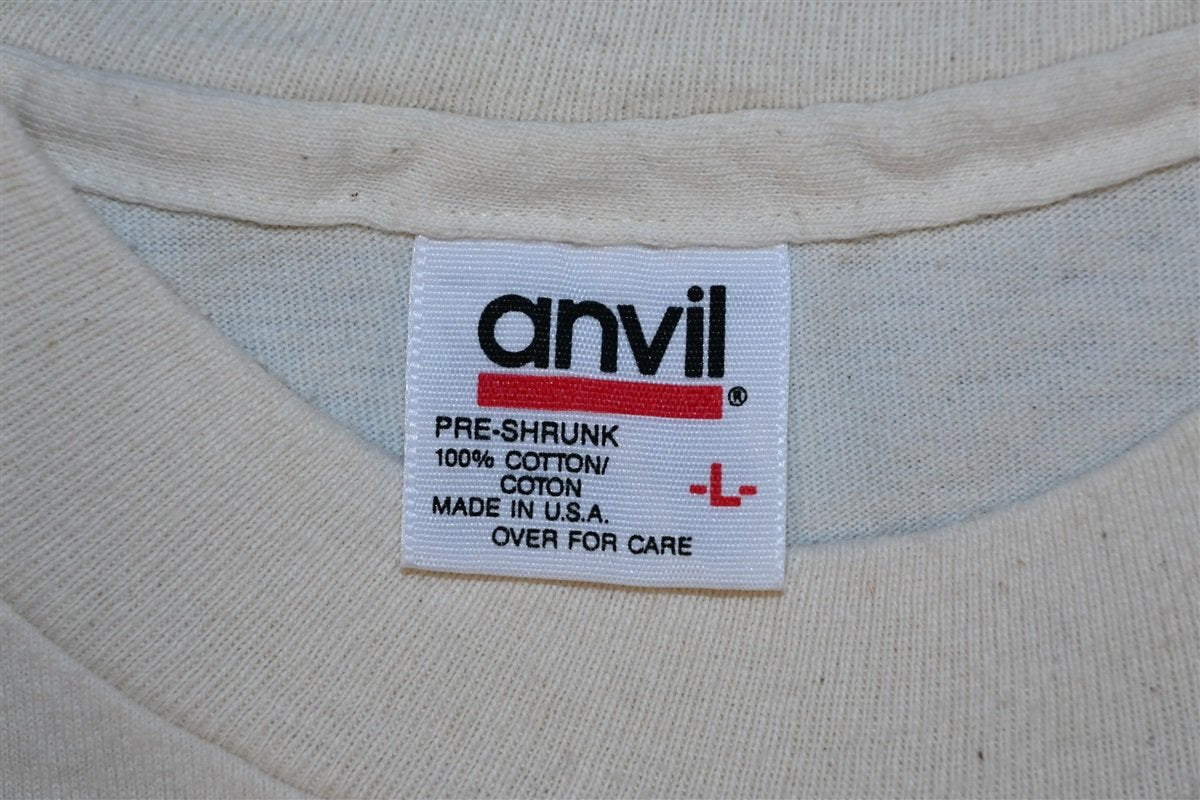 anvil®
PRE-SHRUNK
100% COTTON/
COTON
-L-
MADE IN U.S.A.
OVER FOR CARE